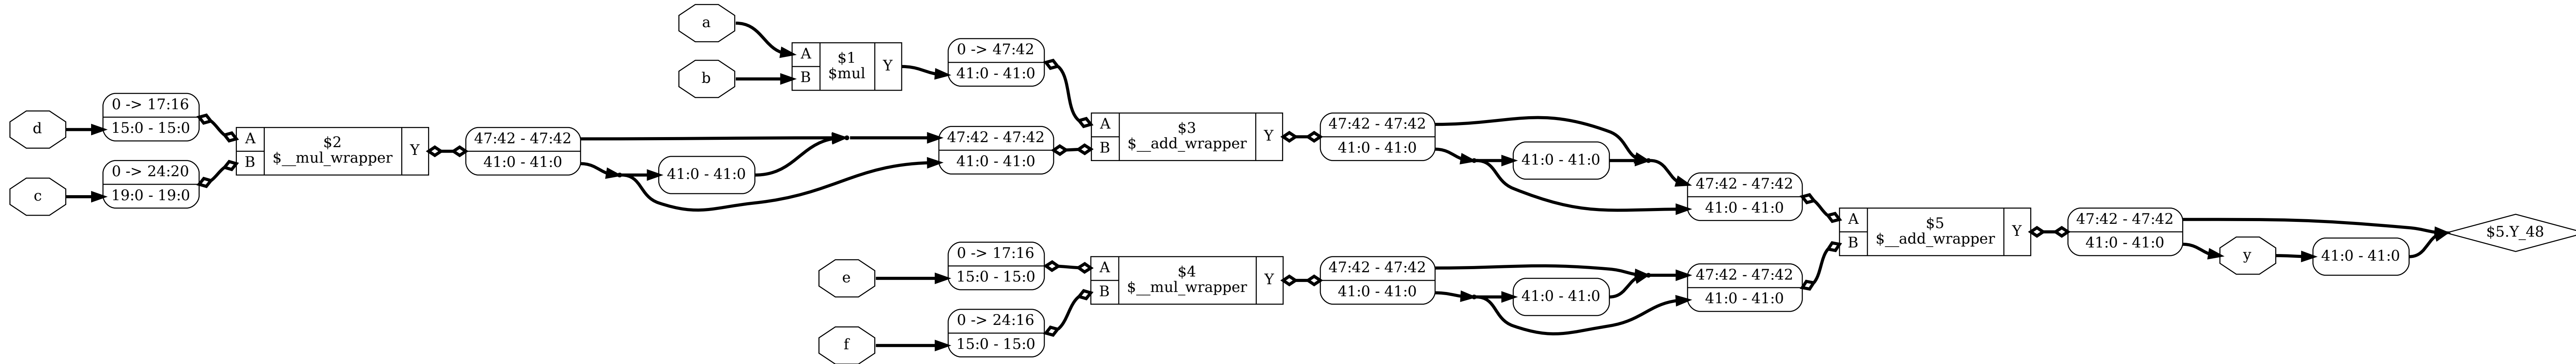 a
b
A
B
$1
$mul
Y
0 -> 47:42
41:0 - 41:0
d
0 -> 17:16
15:0 - 15:0
c
0 -> 24:20
19:0 - 19:0
A
B
$2
$__mul_wrapper
Y
47:42 - 47:42
41:0 - 41:0
41:0 - 41:0
47:42 - 47:42
41:0 - 41:0
A
B
$3
$__add_wrapper
Y
47:42 - 47:42
41:0 - 41:0
41:0 - 41:0
47:42 - 47:42
41:0 - 41:0
e
0 -> 17:16
15:0 - 15:0
f
0 -> 24:16
15:0 - 15:0
A
B
$4
$__mul_wrapper
Y
47:42 - 47:42
41:0 - 41:0
41:0 - 41:0
47:42 - 47:42
41:0 - 41:0
A
B
$5
$__add_wrapper
Y
47:42 - 47:42
41:0 - 41:0
y
41:0 - 41:0
$5.Y_48